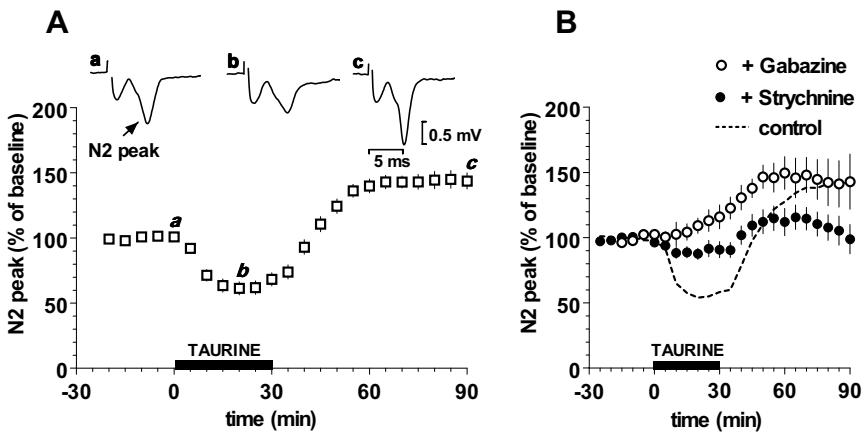 A
a
b
c
N2 peak
0.5 mV
5 ms
N2 peak (% of baseline)
200
150
100
50
0
a
b
c
TAURINE
-30
0
30
60
90
time (min)
B
+ Gabazine
+ Strychnine
control
N2 peak (% of baseline)
200
150
100
50
0
TAURINE
-30
0
30
60
90
time (min)